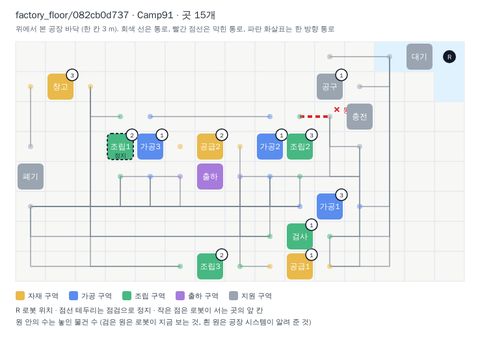 factory_floor/082cb0d737 · Camp91 · 곳 15개
위에서 본 공장 바닥 (한 칸 3 m). 회색 선은 통로, 빨간 점선은 막힌 통로, 파란 화살표는 한 방향 통로
대기 R
창고 3 공구 1
충전
조립1 2 가공3 1 공급2 2 가공2 1 조립2 3
폐기 출하
가공1 3
검사 1
조립3 2 공급1 1
자재 구역 가공 구역 조립 구역 출하 구역 지원 구역
R 로봇 위치 · 점선 테두리는 점검으로 정지 · 작은 점은 로봇이 서는 곳의 앞 칸
원 안의 수는 놓인 물건 수 (검은 원은 로봇이 지금 보는 것, 흰 원은 공장 시스템이 알려 준 것)